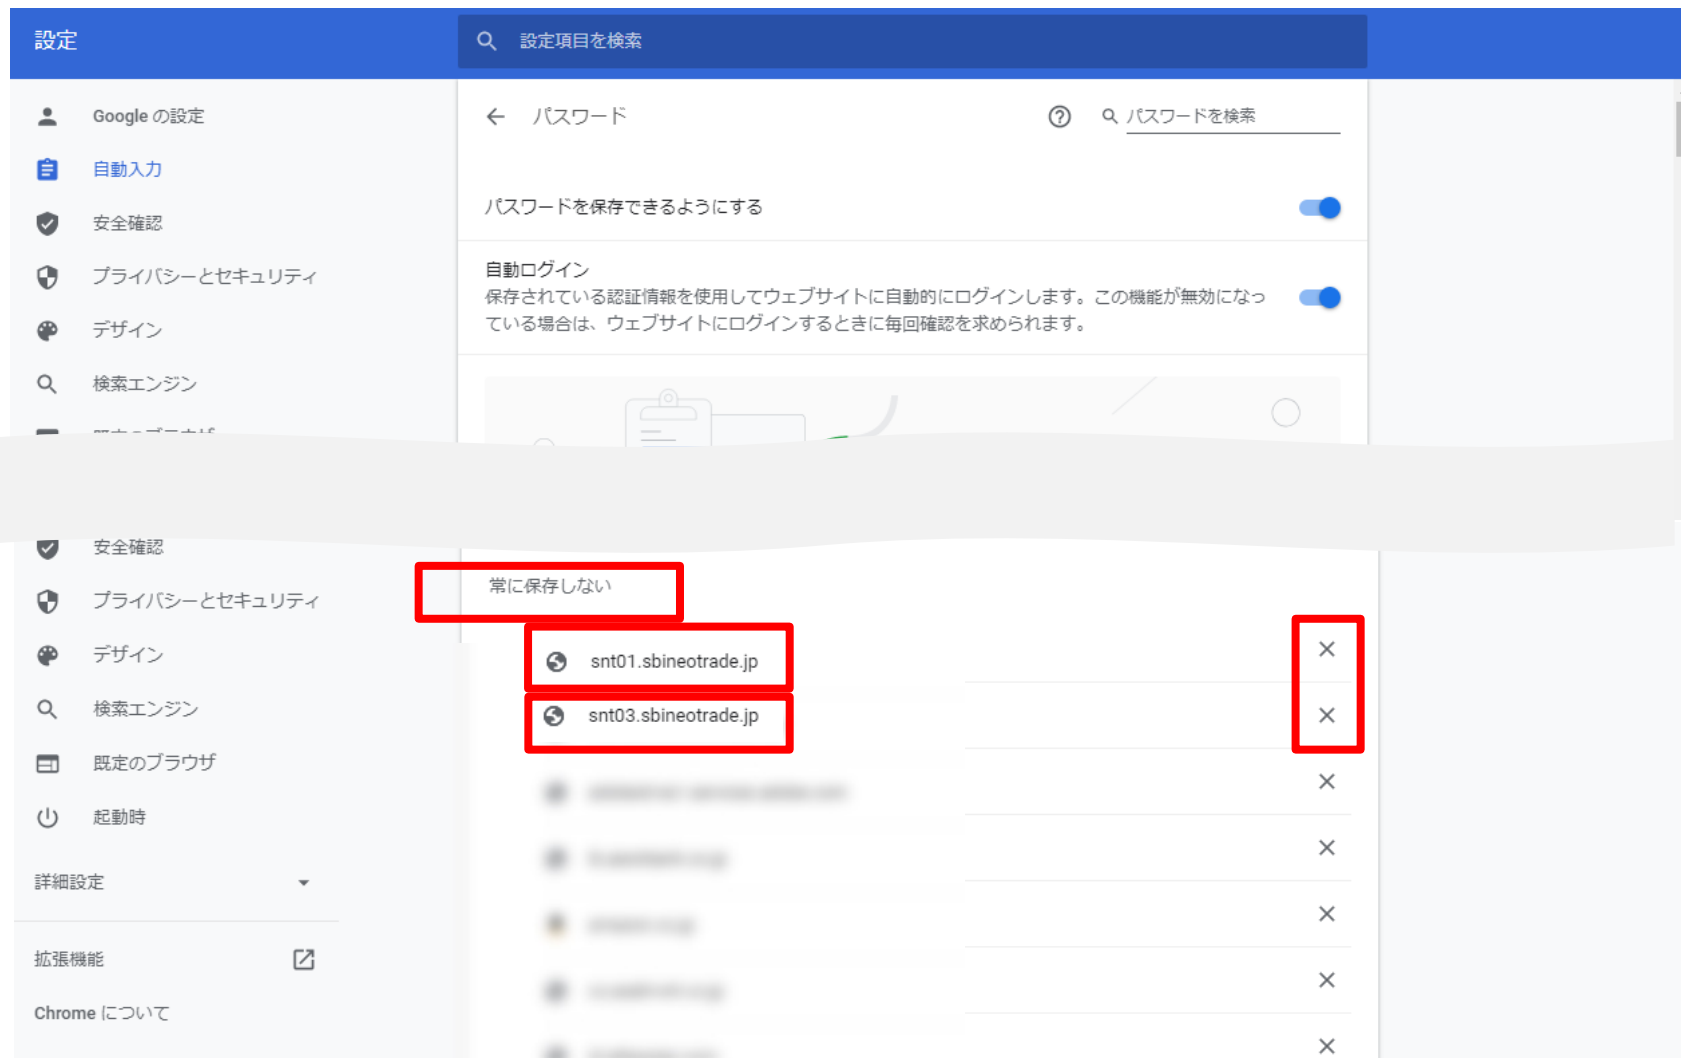 設定
設定項目を検索
Google の設定
自動入力
安全確認
プライバシーとセキュリティ
デザイン
検索エンジン
パスワード
パスワードを検索
パスワードを保存できるようにする
自動ログイン
保存されている認証情報を使用してウェブサイトに自動的にログインします。この機能が無効になっ
ている場合は、ウェブサイトにログインするときに毎回確認を求められます。
安全確認
プライバシーとセキュリティ
デザイン
検索エンジン
既定のブラウザ
起動時
詳細設定
拡張機能
Chrome について
常に保存しない
snt01.sbineotrade.jp
snt03.sbineotrade.jp